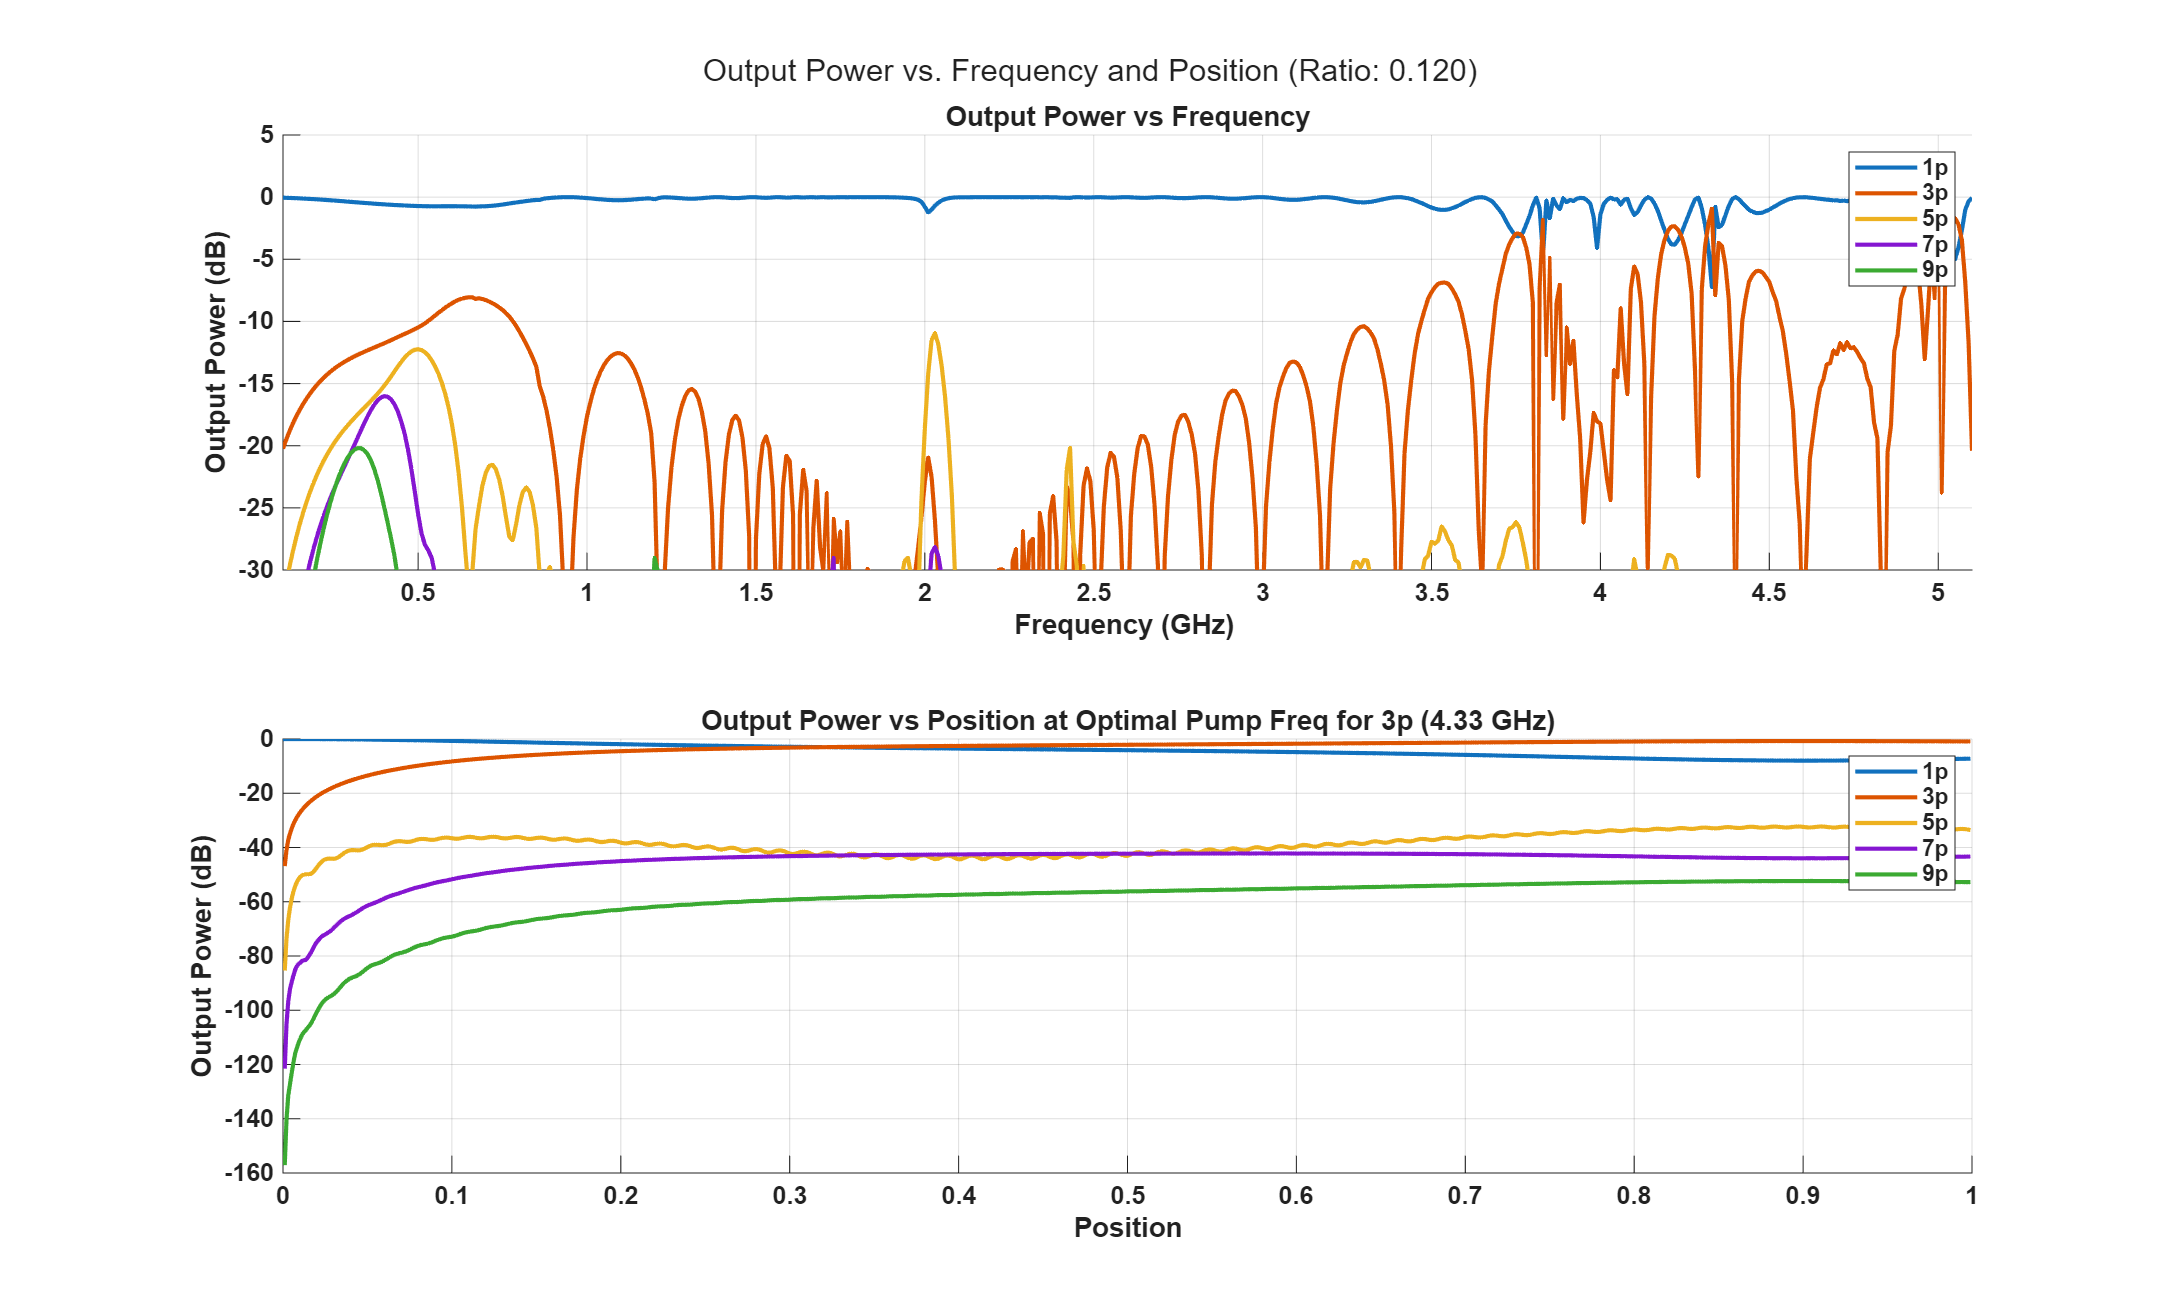 Output Power vs. Frequency and Position (Ratio: 0.120)
Output Power vs Frequency
5
0
-5
-10
-15
-20
-25
-30
Output Power (dB)
0.5 1 1.5 2 2.5 3 3.5 4 4.5 5
Frequency (GHz)
1p
3p
5p
7p
9p
Output Power vs Position at Optimal Pump Freq for 3p (4.33 GHz)
0
-20
-40
-60
-80
-100
-120
-140
-160
Output Power (dB)
0 0.1 0.2 0.3 0.4 0.5 0.6 0.7 0.8 0.9 1
Position
1p
3p
5p
7p
9p